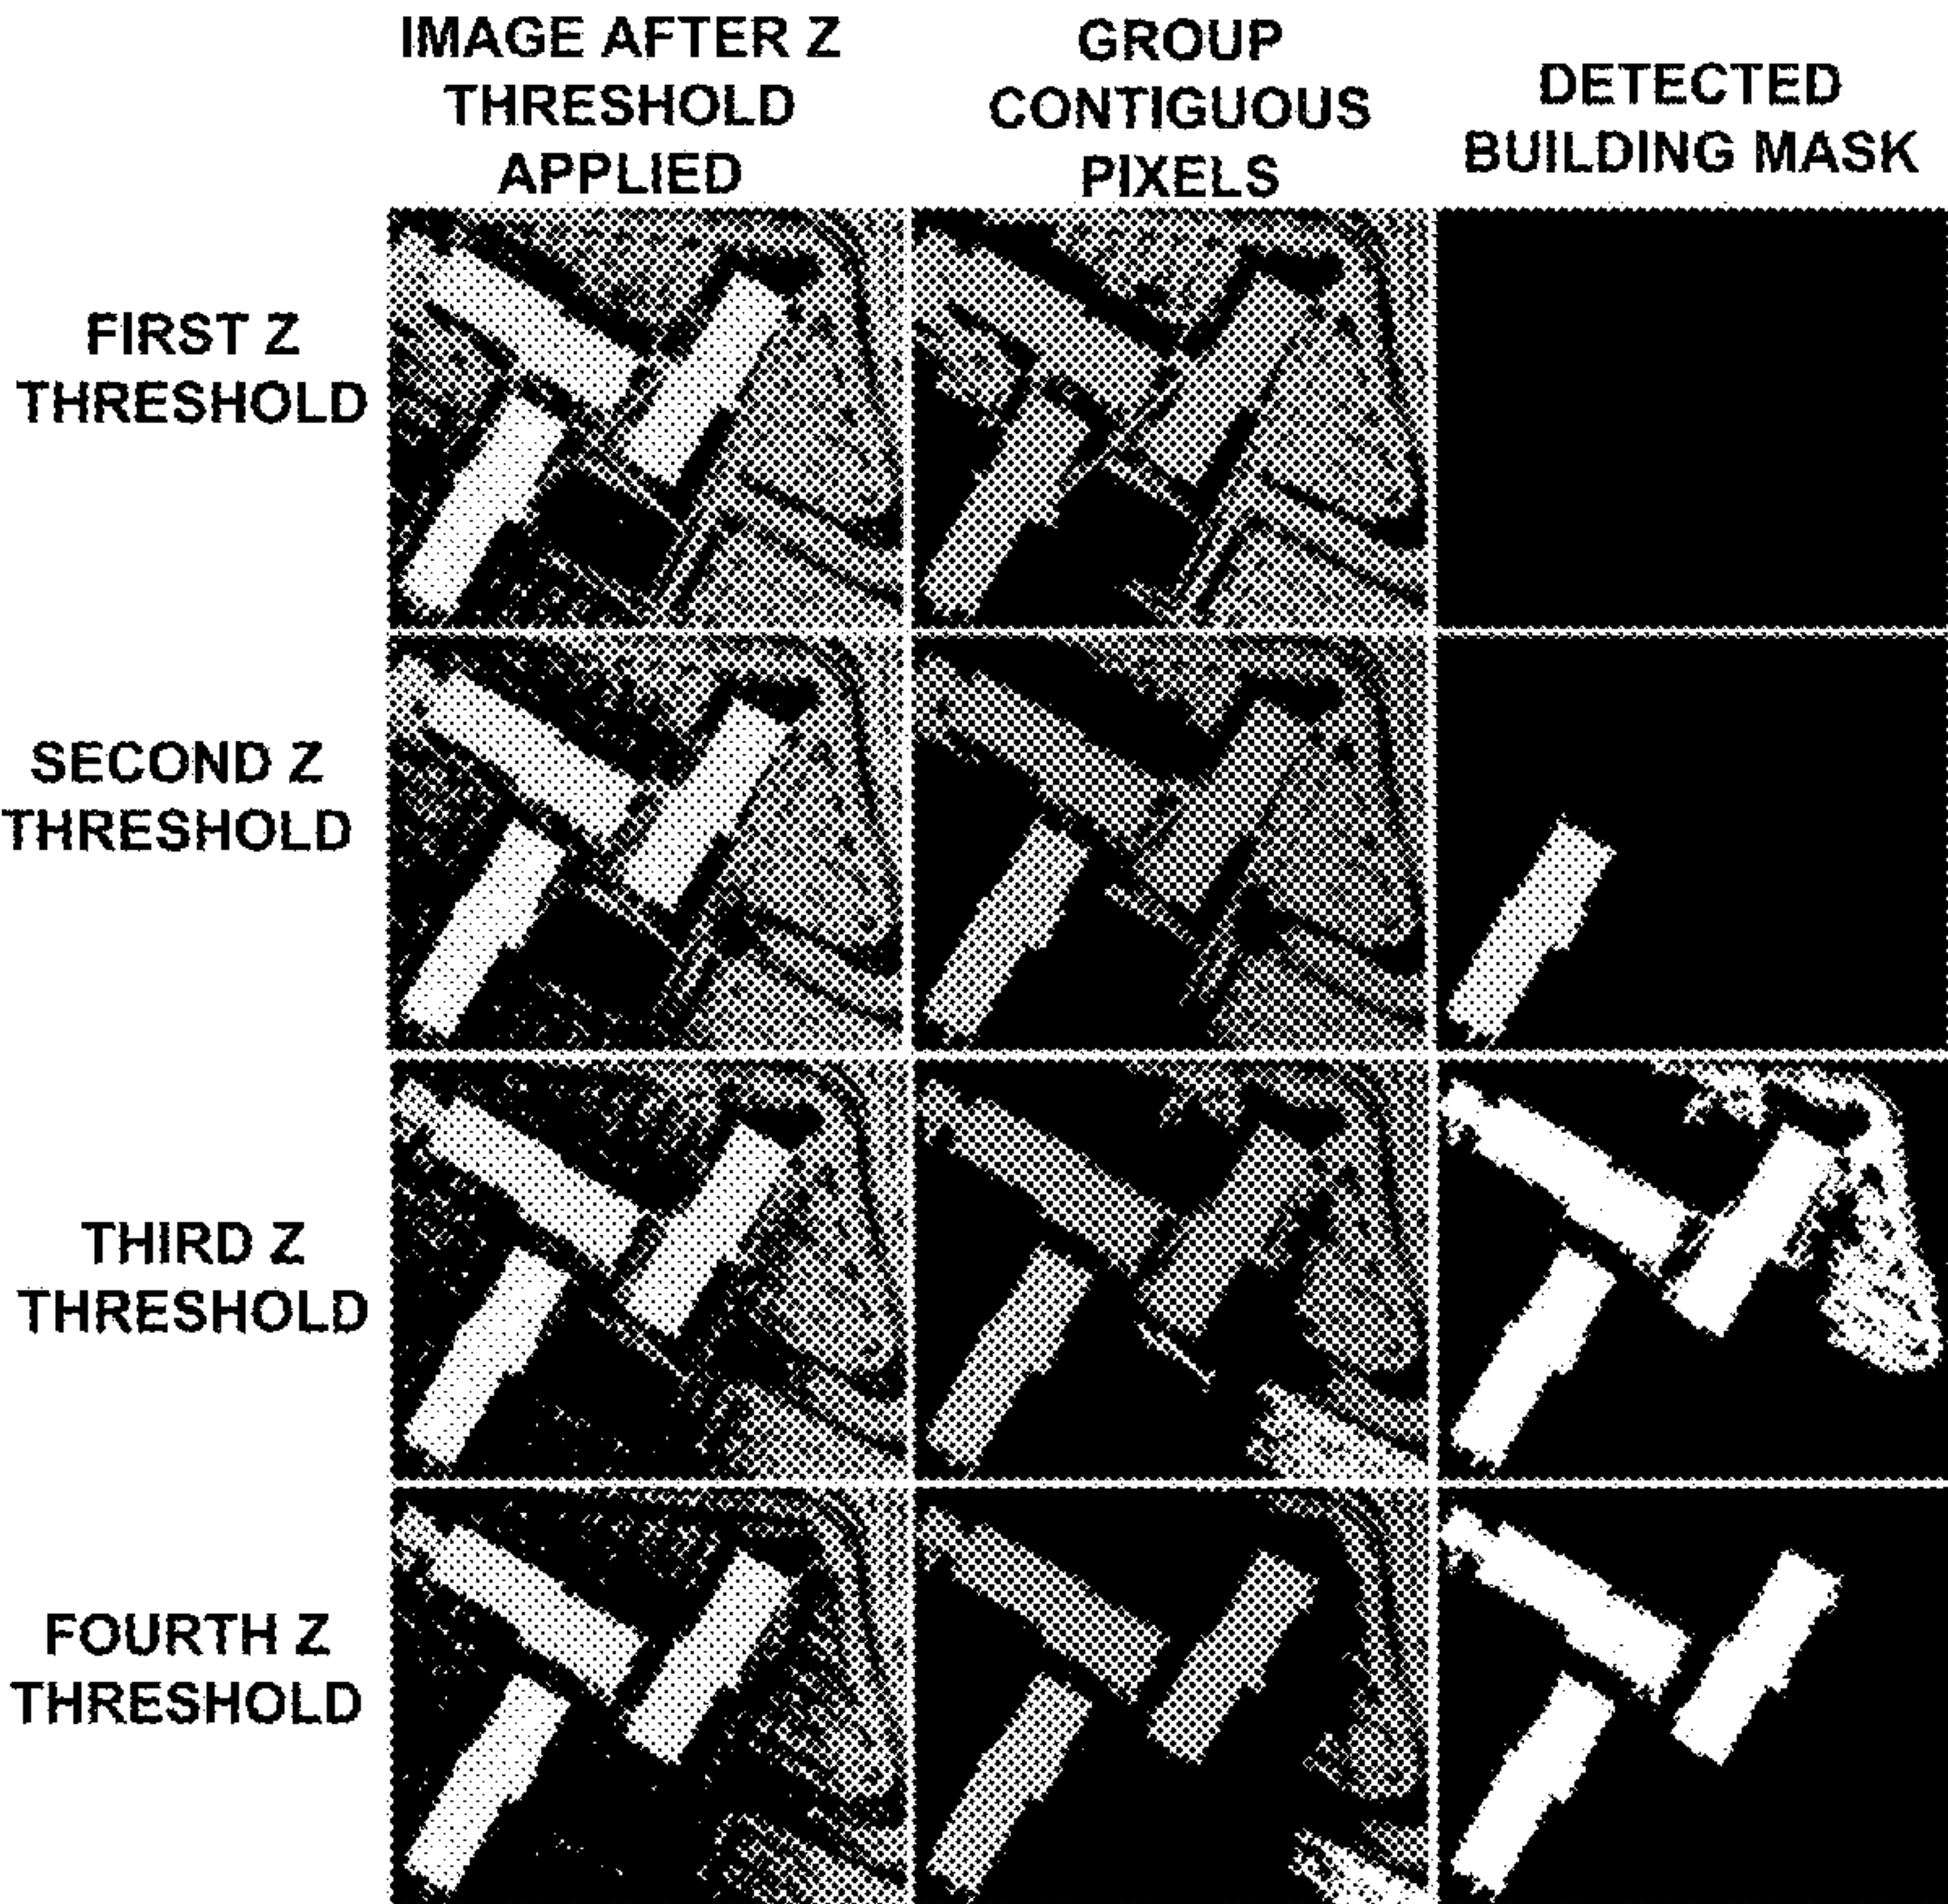 IMAGE AFTER Z
THRESHOLD
APPLIED
GROUP
CONTIGUOUS
PIXELS
DETECTED
BUILDING MASK
FIRST Z
THRESHOLD
SECOND Z
THRESHOLD
THIRD Z
THRESHOLD
FOURTH Z
THRESHOLD